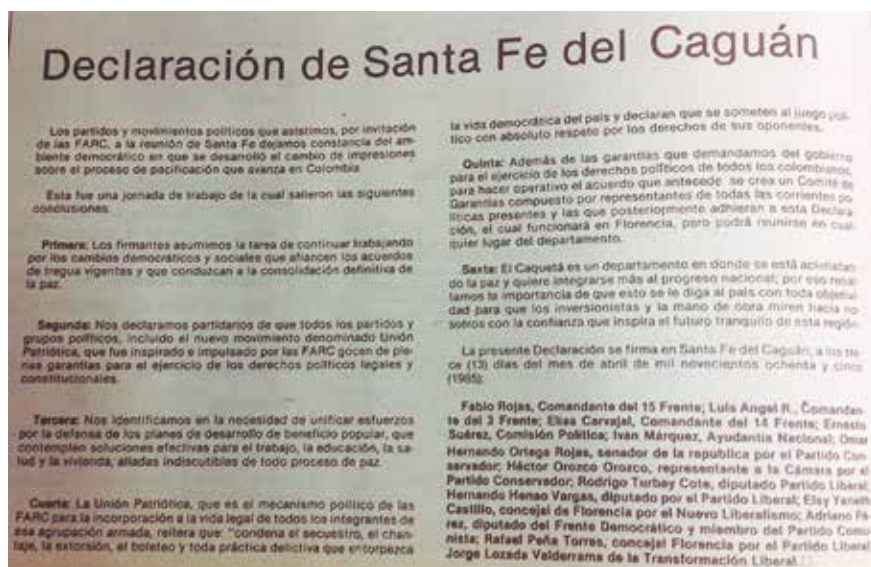 Declaración de Santa Fe del Caguán
Los partidos y movimientos políticos que asistimos, por invitación
de las FARC, a la reunión de Santa Fe dejamos constancia del am-
biente democrático en que se desarrolló el cambio de impresiones
sobre el proceso de pacificación que avanza en Colombia.
Esta fue una jornada de trabajo de la cual salieron las siguientes
conclusiones:
Primera: Los firmantes asumimos la tarea de continuar trabajando
por los cambios democráticos y sociales que afiancen los acuerdos
de tregua vigentes y que conduzcan a la consolidación definitiva de
la paz.
Segunda: Nos declaramos partidarios de que todos los partidos y
grupos políticos, incluido el nuevo movimiento denominado Unión
Patriótica, que fue inspirado e impulsado por las FARC gocen de ple-
nas garantías para el ejercicio de los derechos políticos legales y
constitucionales.
Tercera: Nos identificamos en la necesidad de unificar esfuerzos
por la defensa de los planes de desarrollo de beneficio popular, que
contemplen soluciones efectivas para el trabajo, la educación, la sa-
lud y la vivienda, aliadas indiscutibles de todo proceso de paz.
Cuarta: La Unión Patriótica, que es el mecanismo político de las
FARC para la incorporación a la vida legal de todos los integrantes de
esa agrupación armada, reitera que: "condena el secuestro, el chan-
taje, la extorsión, el boleteo y toda práctica delictiva que entorpezca
la vida democrática del país y declaran que se someten al juego polí-
tico con absoluto respeto por los derechos de sus oponentes.
Quinta: Además de las garantías que demandamos del gobierno
para el ejercicio de los derechos políticos de todos los colombianos,
para hacer operativo el acuerdo que antecede se crea un Comité de
Garantías compuesto por representantes de todas las corrientes po
líticas presentes y las que posteriormente adhieran a esta Declara
ción, el cual funcionará en Florencia, pero podrá reunirse en cual-
quier lugar del departamento.
Sexta: El Caquetá es un departamento en donde se está aclimatan
do la paz y quiere integrarse más al progreso nacional; por eso resal
tamos la importancia de que esto se le diga al país con toda objetivi
dad para que los inversionistas y la mano de obra miren hacia no
sotros con la confianza que inspira el futuro tranquilo de esta región.
La presente Declaración se firma en Santa Fe del Caguán, a los tre
ce (13) días del mes de abril de mil novecientos ochenta y cinco
(1985);
Fabio Rojas, Comandante del 15 Frente; Luis Angel R., Comandan-
te del 3 Frente; Elías Carvajal, Comandante del 14 Frente; Ernesto
Suárez, Comisión Política; Iván Márquez, Ayudantía Nacional; Omar
Hernando Ortega Rojas, senador de la republica por el Partido Con
servador; Héctor Orozco Orozco, representante a la Cámara por el
Partido Conservador; Rodrigo Turbay Cote, diputado Partido Liberal;
Hernando Henao Vargas, diputado por el Partido Liberal; Elsy Yaneth
Castillo, concejal de Florencia por el Nuevo Liberalismo; Adriano Pé-
rez, diputado del Frente Democrático y miembro del Partido Comu
nista; Rafael Peña Torres, concejal Florencia por el Partido Liberal
Jorge Lozada Valderrama de la Transformación Liberal